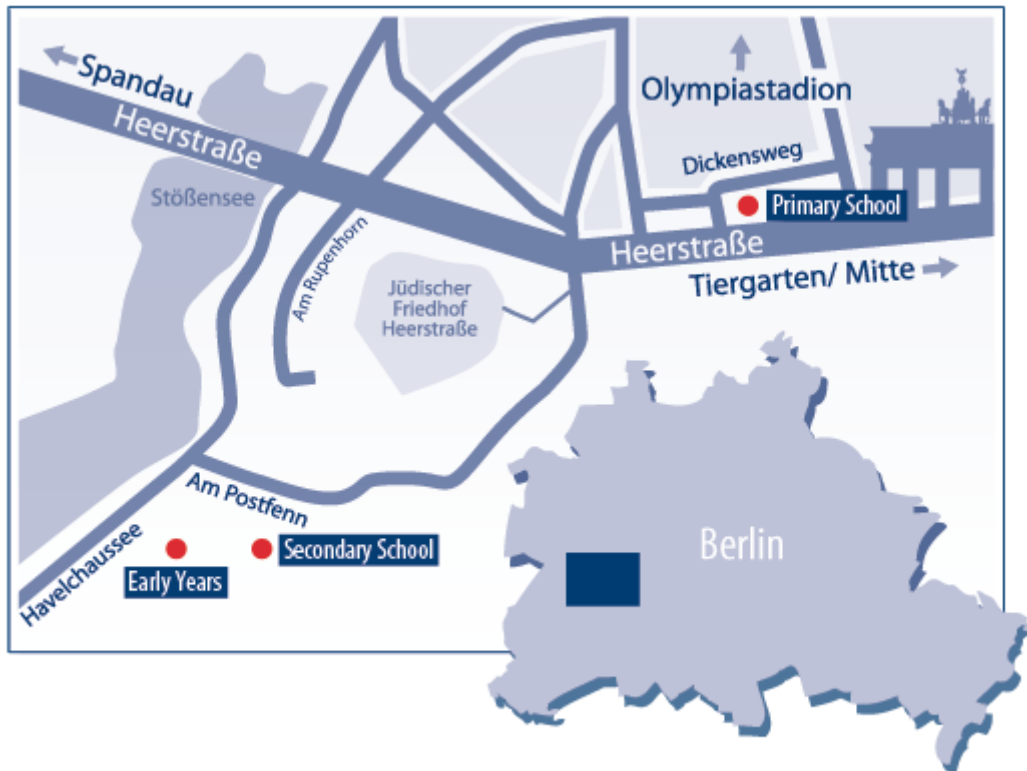 Spandau
Heerstraße
Olympiastadion
Dickensweg
Stößensee
Primary School
Am Rupenhorn
Heerstraße
Tiergarten/ Mitte
Jüdischer
Friedhof
Heerstraße
Am Postfenn
Havelchaussee
Secondary School
Early Years
Berlin